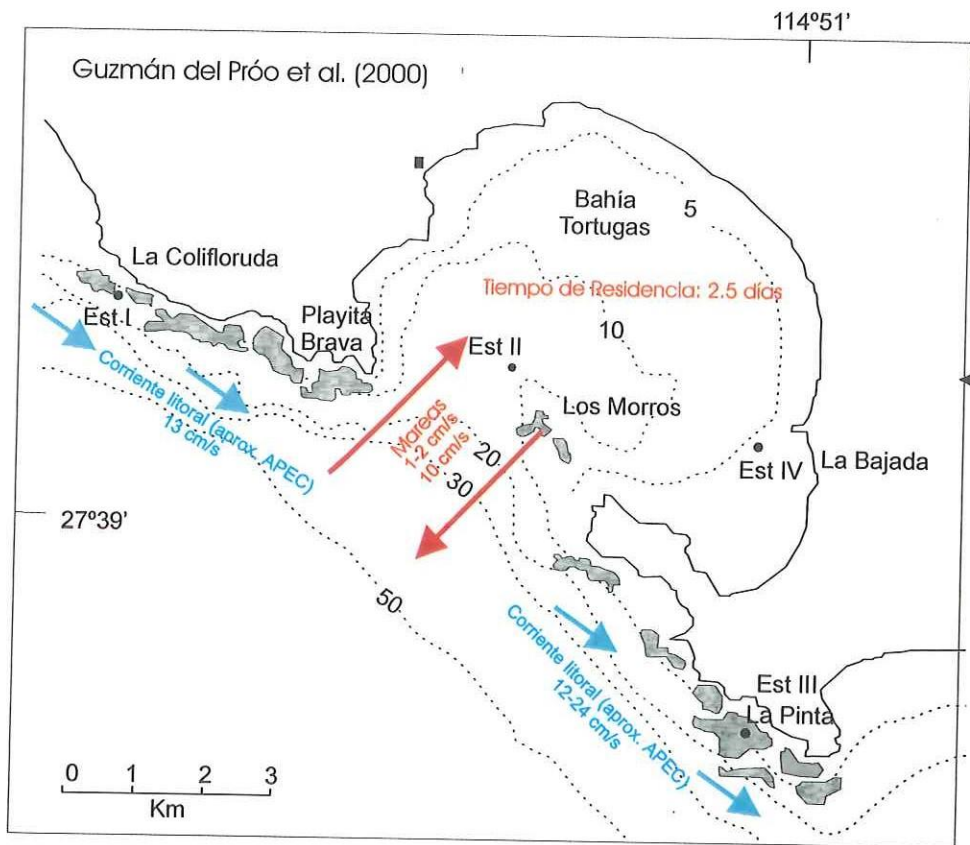 114º51'
Guzmán del Próo et al. (2000)
Bahía
Tortugas
5
La Colifloruda
Tiempo de Residencia: 2.5 días
Est I
Playita
Brava
10
Est II
Corriente litoral (aprox. APEC)
13 cm/s
Los Morros
Mareas
1-2 cm/s
10 cm/s
20
30
Est IV
La Bajada
27º39'
50
Corriente litoral (aprox. APEC)
12-24 cm/s
Est III
La Pinta
0 1 2 3
Km